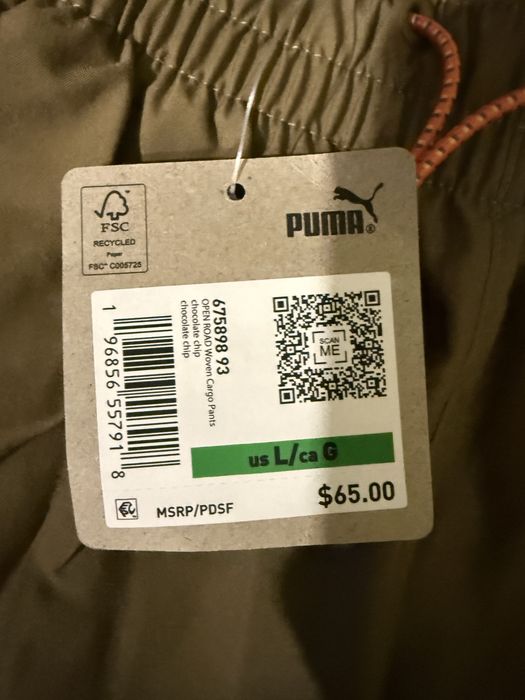 FSC
RECYCLED
Paper
FSC® C005725
PUMA®
1 96856 55791 8
675898 93
OPEN ROAD Woven Cargo Pants
chocolate chip
chocolate chip
SCAN
ME
us L/ca G
MSRP/PDSF
$65.00